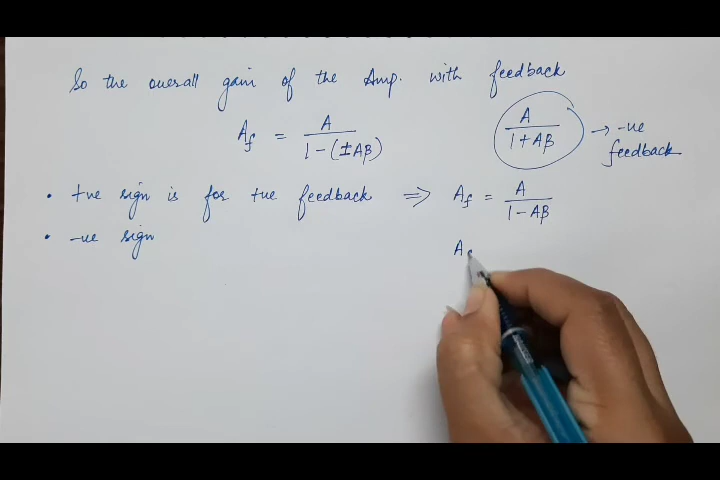 So the overall gain of the Amp. with feedback
Af = A / 1 - (±Aβ)
A / 1 + Aβ → -ve feedback
• +ve sign is for +ve feedback ⇒ Af = A / 1 - Aβ
• -ve sign
A